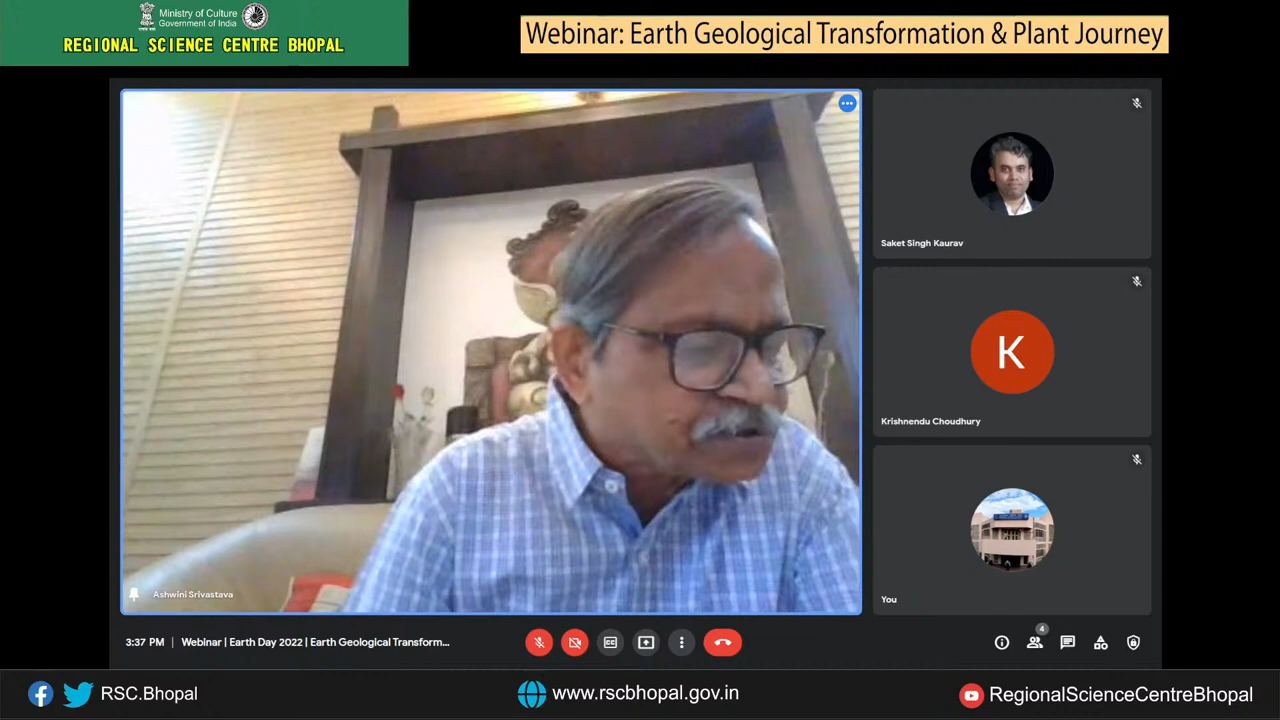 Ministry of Culture
Government of India
REGIONAL SCIENCE CENTRE BHOPAL
Webinar: Earth Geological Transformation & Plant Journey
Saket Singh Kaurav
K
Krishnendu Choudhury
Ashwini Srivastava
You
3:37 PM | Webinar | Earth Day 2022 | Earth Geological Transform...
4
RSC.Bhopal
www.rscbhopal.gov.in
RegionalScienceCentreBhopal